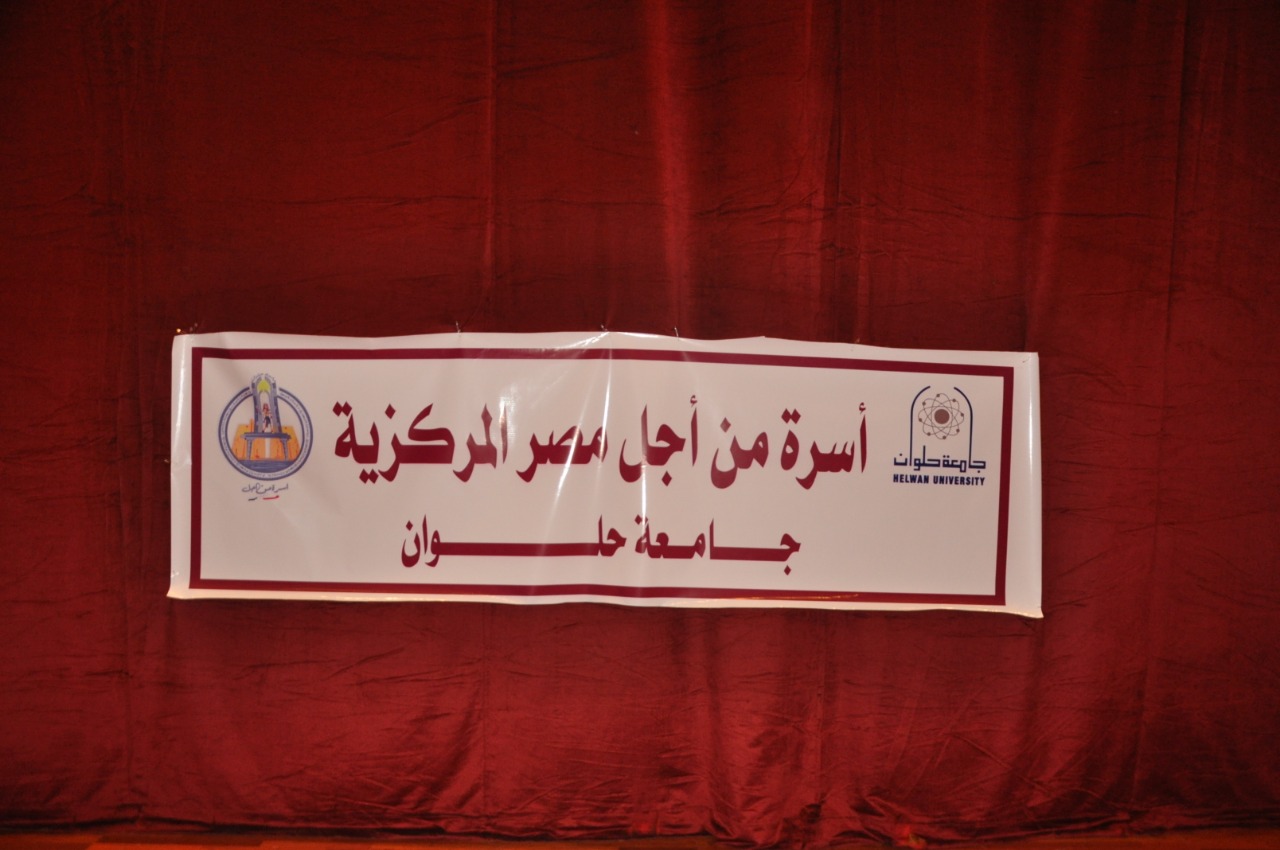 أسرة من أجل مصر المركزية
جامعة حلوان
جامعة حلوان
HELWAN UNIVERSITY